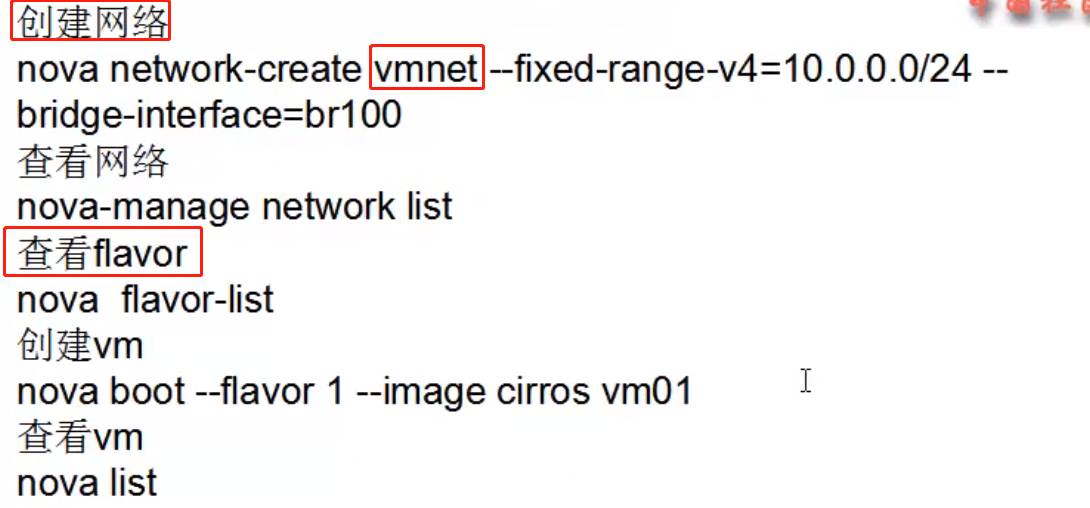 创建网络
nova network-create vmnet --fixed-range-v4=10.0.0.0/24 --
bridge-interface=br100
查看网络
nova-manage network list
查看flavor
nova  flavor-list
创建vm
nova boot --flavor 1 --image cirros vm01
查看vm
nova list